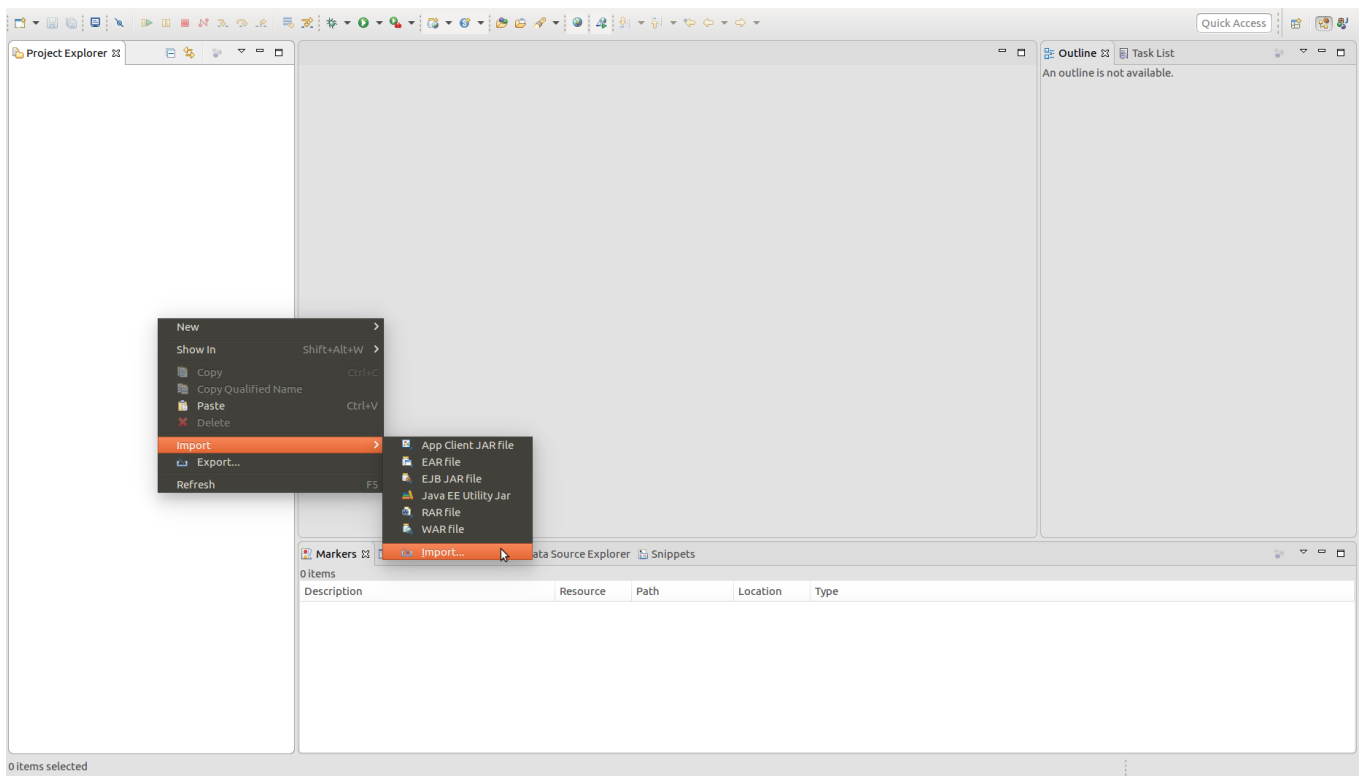 Quick Access
Project Explorer
Outline
Task List
An outline is not available.
New
Show In Shift+Alt+W
Copy Ctrl+C
Copy Qualified Name
Paste Ctrl+V
Delete
Import
Export...
Refresh F5
App Client JAR file
EAR file
EJB JAR file
Java EE Utility Jar
RAR file
WAR file
Import...
Markers
ata Source Explorer
Snippets
0 items
Description Resource Path Location Type
0 items selected